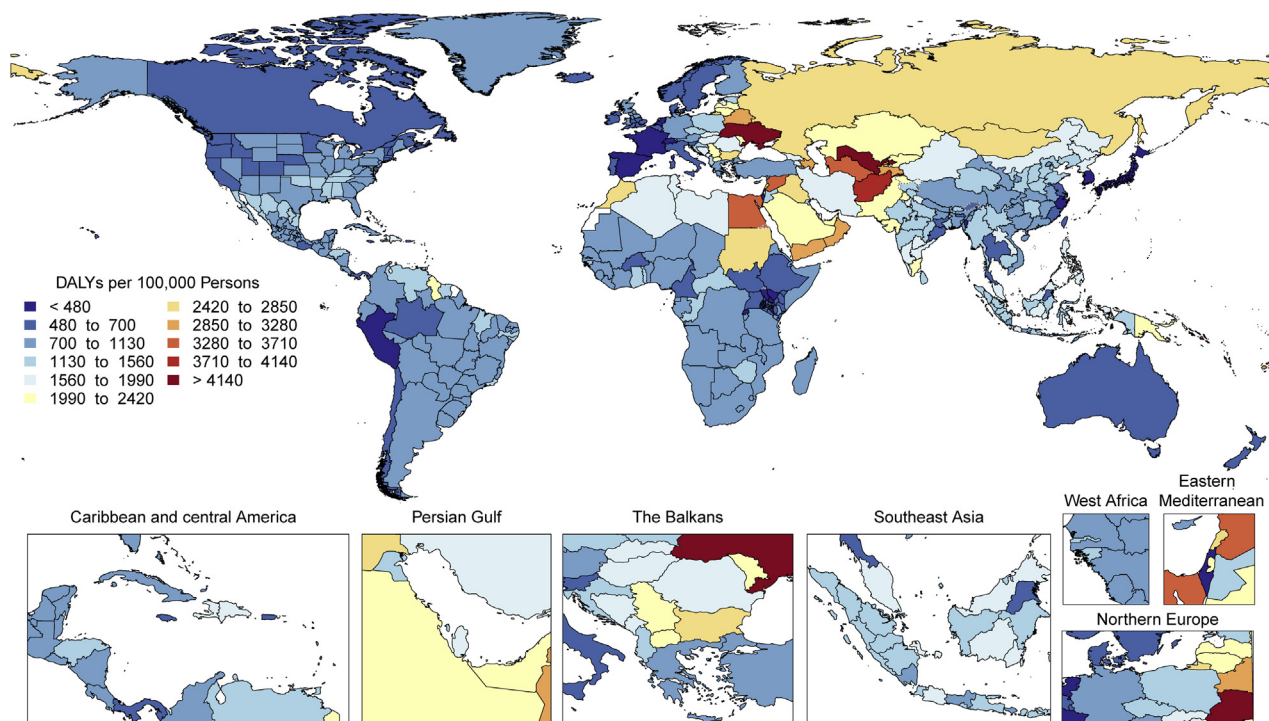 DALYs per 100,000 Persons
< 480
480 to 700
700 to 1130
1130 to 1560
1560 to 1990
1990 to 2420
2420 to 2850
2850 to 3280
3280 to 3710
3710 to 4140
> 4140
Caribbean and central America
Persian Gulf
The Balkans
Southeast Asia
West Africa
Eastern
Mediterranean
Northern Europe